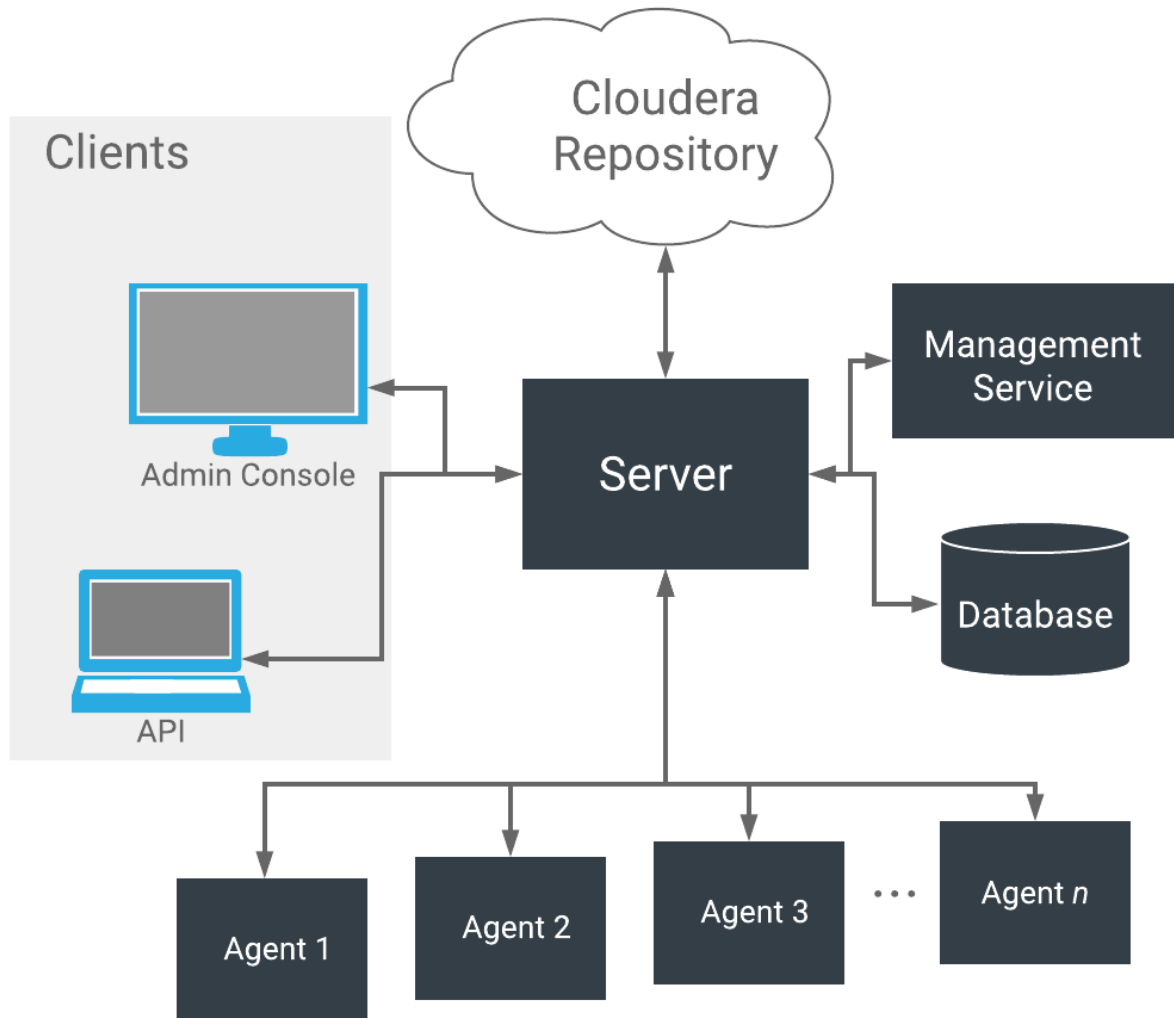 Cloudera
Repository
Clients
Admin Console
API
Server
Management
Service
Database
Agent 1
Agent 2
Agent 3
...
Agent n